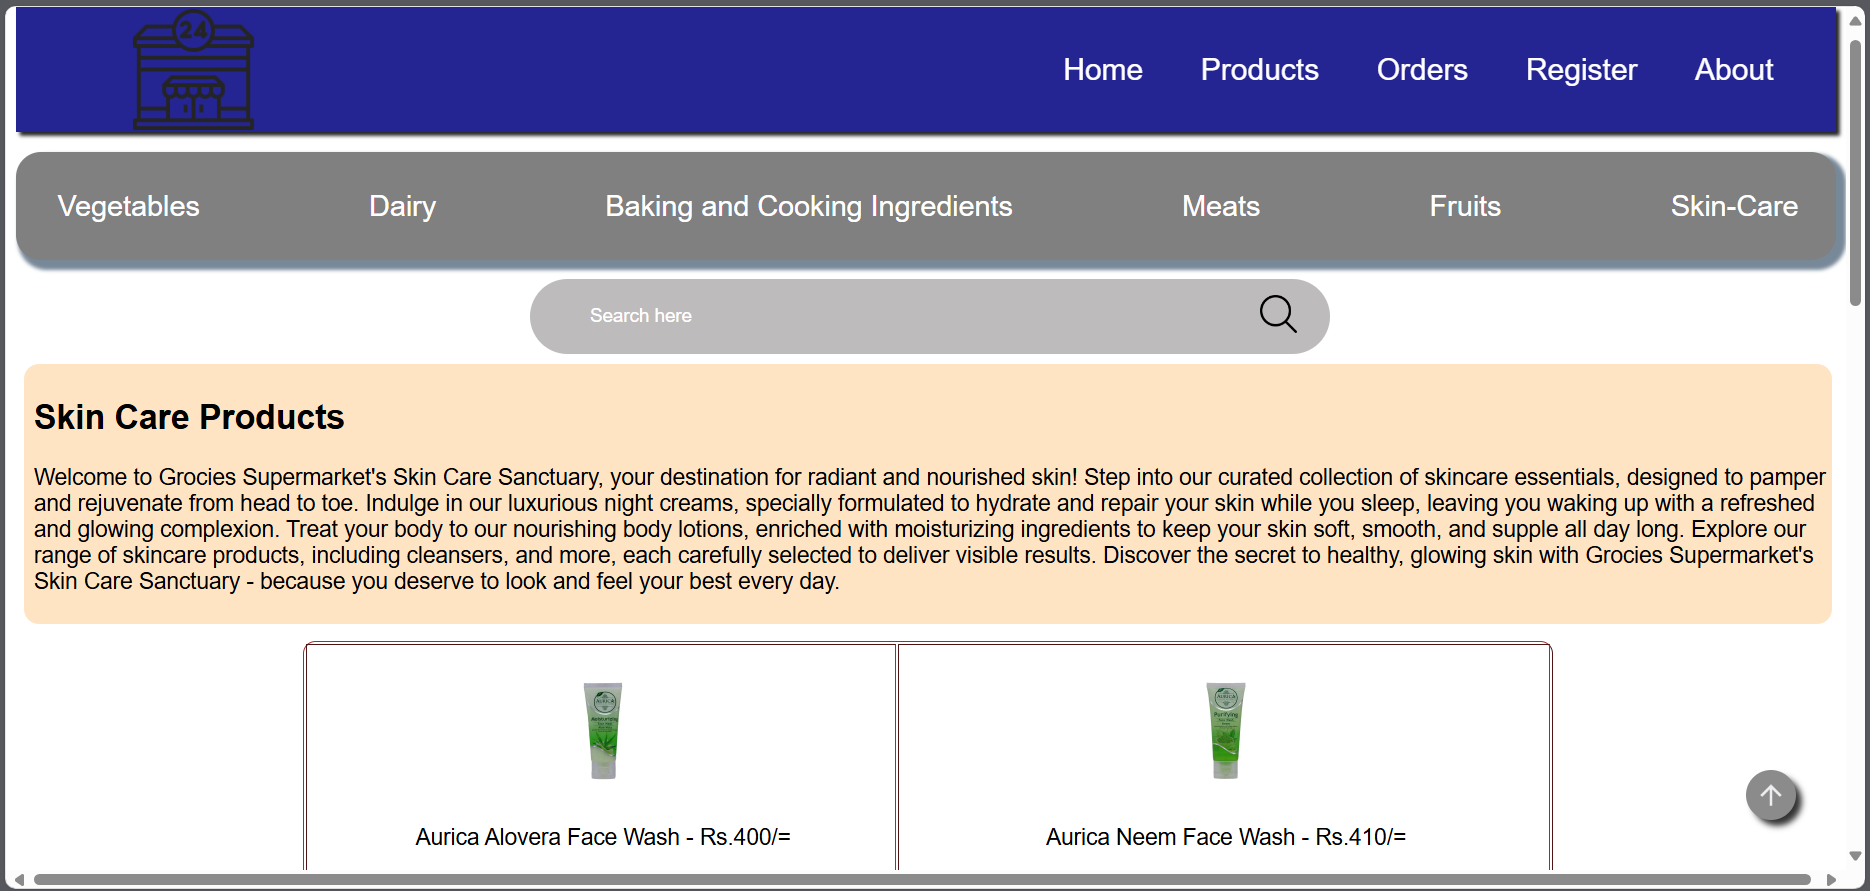 24
Home Products Orders Register About
Vegetables Dairy Baking and Cooking Ingredients Meats Fruits Skin-Care
Search here
Skin Care Products
Welcome to Grocies Supermarket's Skin Care Sanctuary, your destination for radiant and nourished skin! Step into our curated collection of skincare essentials, designed to pamper
and rejuvenate from head to toe. Indulge in our luxurious night creams, specially formulated to hydrate and repair your skin while you sleep, leaving you waking up with a refreshed
and glowing complexion. Treat your body to our nourishing body lotions, enriched with moisturizing ingredients to keep your skin soft, smooth, and supple all day long. Explore our
range of skincare products, including cleansers, and more, each carefully selected to deliver visible results. Discover the secret to healthy, glowing skin with Grocies Supermarket's
Skin Care Sanctuary - because you deserve to look and feel your best every day.
AURICA
Moisturizing
AURICA
Purifying
Aurica Alovera Face Wash - Rs.400/=
Aurica Neem Face Wash - Rs.410/=